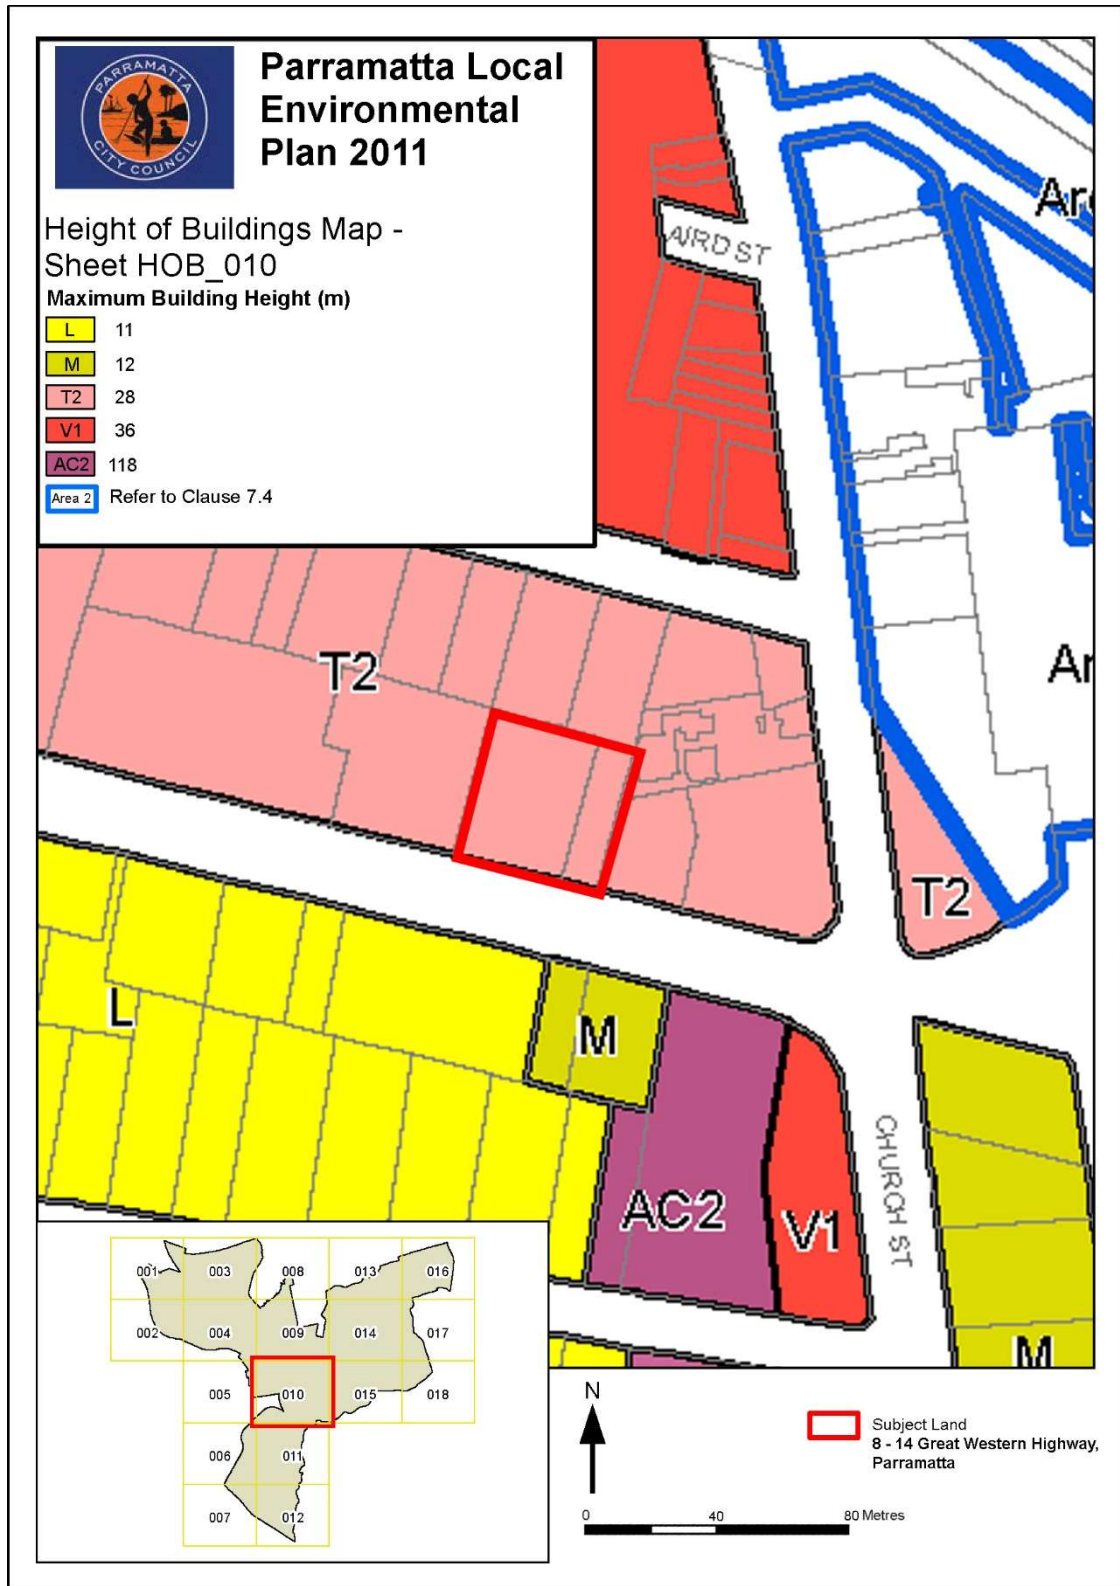 PARRAMATTA
CITY COUNCIL
Parramatta Local
Environmental
Plan 2011
Height of Buildings Map -
Sheet HOB_010
Maximum Building Height (m)
L 11
M 12
T2 28
V1 36
AC2 118
Area 2 Refer to Clause 7.4
AIRD ST
Are
Ar
T2
T2
L
M
AC2
V1
CHURCH ST
M
001
003
008
013
016
002
004
009
014
017
005
010
015
018
006
011
007
012
N
0 40 80 Metres
Subject Land
8 - 14 Great Western Highway,
Parramatta